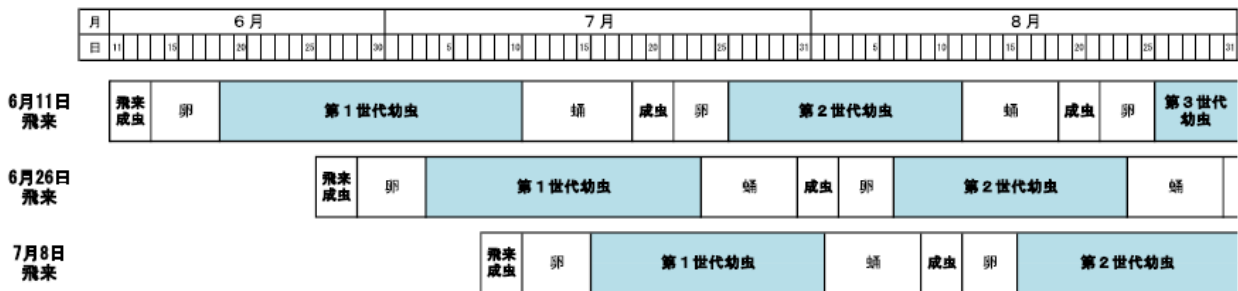 月 6月 7月 8月
日 11 15 20 25 30 5 10 15 20 25 31 5 10 15 20 25 31
6月11日
飛来
飛来
成虫
卵
第1世代幼虫
蛹
成虫
卵
第2世代幼虫
蛹
成虫
卵
第3世代
幼虫
6月26日
飛来
飛来
成虫
卵
第1世代幼虫
蛹
成虫
卵
第2世代幼虫
蛹
7月8日
飛来
飛来
成虫
卵
第1世代幼虫
蛹
成虫
卵
第2世代幼虫